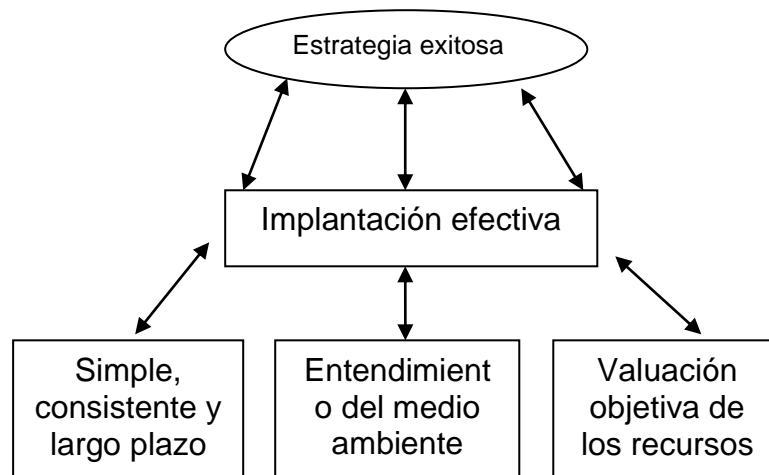 Estrategia exitosa
Implantación efectiva
Simple,
consistente y
largo plazo
Entendimient
o del medio
ambiente
Valuación
objetiva de
los recursos